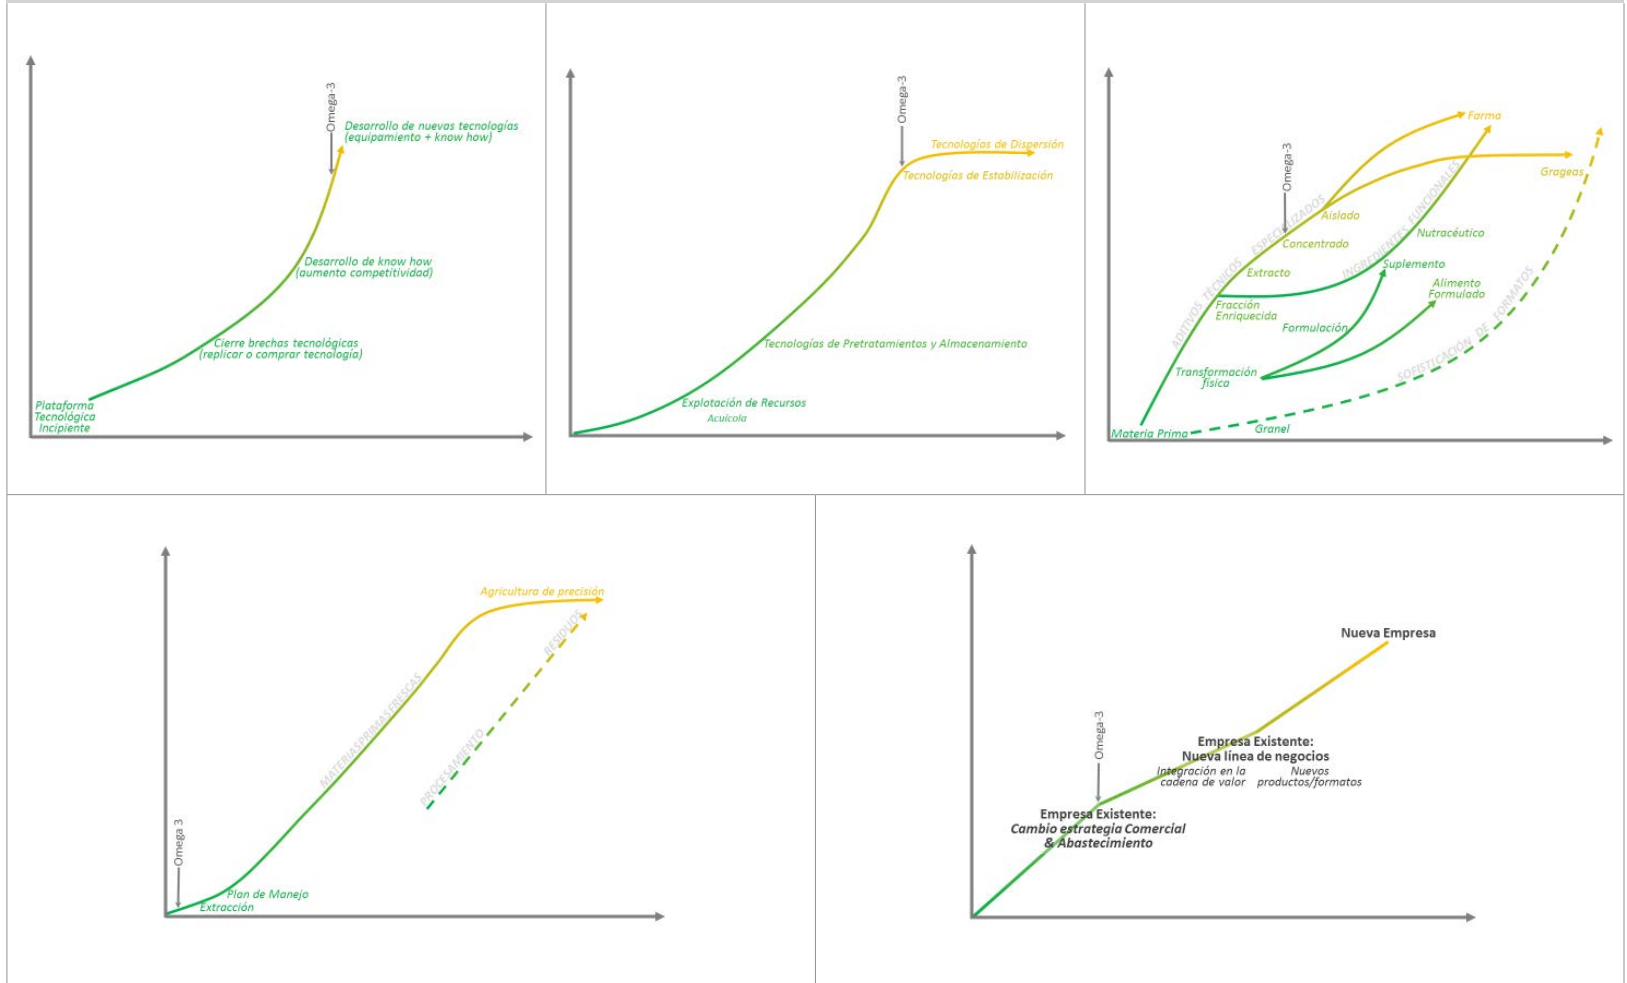 Omega-3
Desarrollo de nuevas tecnologías
(equipamiento + know how)
Desarrollo de know how
(aumento competitividad)
Cierre brechas tecnológicas
(replicar o comprar tecnología)
Plataforma
Tecnológica
Incipiente
Omega-3
Tecnologías de Dispersión
Tecnologías de Estabilización
Tecnologías de Pretratamientos y Almacenamiento
Explotación de Recursos
Acuícola
Omega-3
Farma
Grageas
ADITIVOS TÉCNICOS ESPECIALIZADOS
INGREDIENTES FUNCIONALES
SOFISTICACIÓN DE FORMATOS
Aislado
Concentrado
Nutracéutico
Extracto
Suplemento
Alimento
Formulado
Fracción
Enriquecida
Formulación
Transformación
física
Materia Prima
Granel
Agricultura de precisión
RESIDUOS
MATERIAS PRIMAS FRESCAS
PROCESAMIENTO
Omega 3
Plan de Manejo
Extracción
Nueva Empresa
Omega-3
Empresa Existente:
Nueva línea de negocios
Integración en la
cadena de valor
Nuevos
productos/formatos
Empresa Existente:
Cambio estrategia Comercial
& Abastecimiento